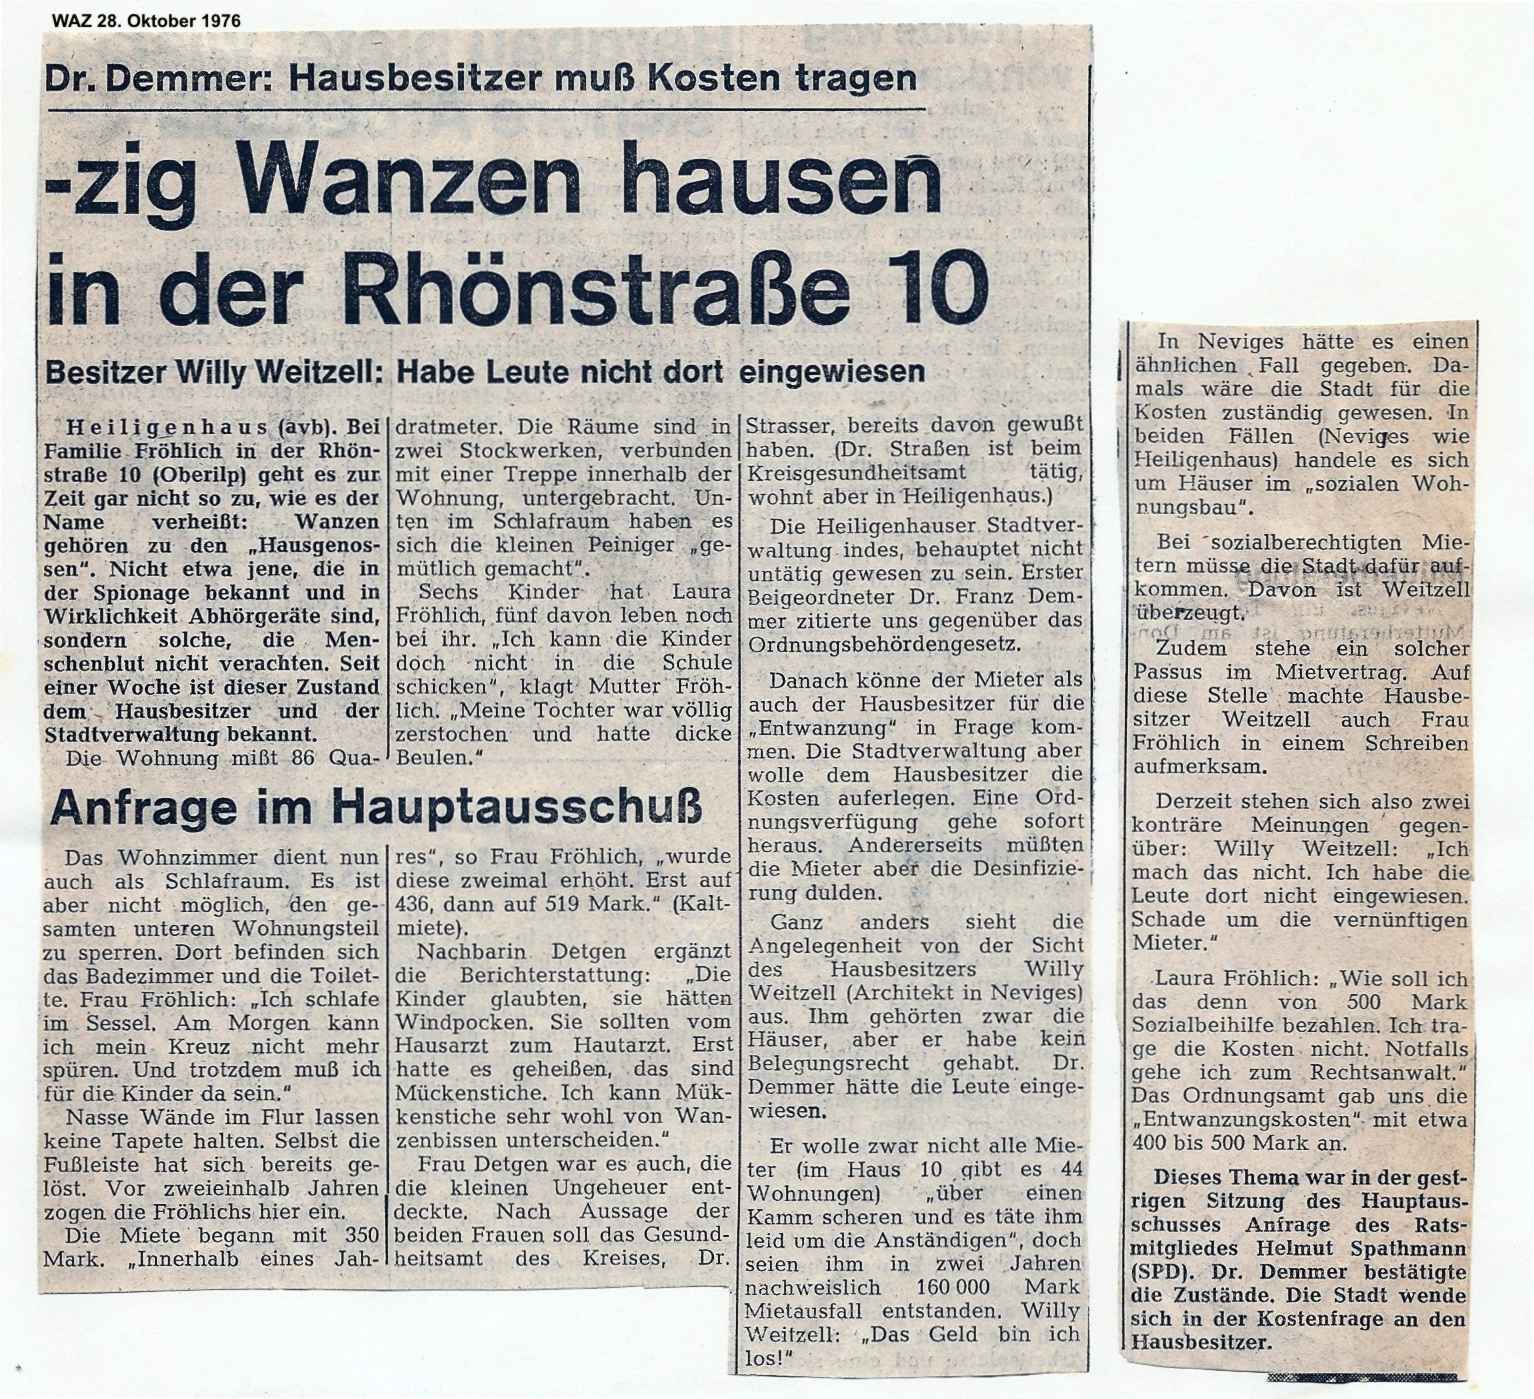 WAZ 28. Oktober 1976
Dr. Demmer: Hausbesitzer muß Kosten tragen
-zig Wanzen hausen
in der Rhönstraße 10
Besitzer Willy Weitzell: Habe Leute nicht dort eingewiesen
Heiligenhaus (avb). Bei
Familie Fröhlich in der Rhön-
straße 10 (Oberilp) geht es zur
Zeit gar nicht so zu, wie es der
Name verheißt: Wanzen
gehören zu den „Hausgenos-
sen“. Nicht etwa jene, die in
der Spionage bekannt und in
Wirklichkeit Abhörgeräte sind,
sondern solche, die Men-
schenblut nicht verachten. Seit
einer Woche ist dieser Zustand
dem Hausbesitzer und der
Stadtverwaltung bekannt.
Die Wohnung mißt 86 Qua-
dratmeter. Die Räume sind in
zwei Stockwerken, verbunden
mit einer Treppe innerhalb der
Wohnung, untergebracht. Un-
ten im Schlafraum haben es
sich die kleinen Peiniger „ge-
mütlich gemacht“.
Sechs Kinder hat Laura
Fröhlich, fünf davon leben noch
bei ihr. „Ich kann die Kinder
doch nicht in die Schule
schicken“, klagt Mutter Fröh-
lich. „Meine Tochter war völlig
zerstochen und hatte dicke
Beulen.“
Anfrage im Hauptausschuß
Das Wohnzimmer dient nun
auch als Schlafraum. Es ist
aber nicht möglich, den ge-
samten unteren Wohnungsteil
zu sperren. Dort befinden sich
das Badezimmer und die Toilet-
te. Frau Fröhlich: „Ich schlafe
im Sessel. Am Morgen kann
ich mein Kreuz nicht mehr
spüren. Und trotzdem muß ich
für die Kinder da sein.“
Nasse Wände im Flur lassen
keine Tapete halten. Selbst die
Fußleiste hat sich bereits ge-
löst. Vor zweieinhalb Jahren
zogen die Fröhlichs hier ein.
Die Miete begann mit 350
Mark. „Innerhalb eines Jah-
res“, so Frau Fröhlich, „wurde
diese zweimal erhöht. Erst auf
436, dann auf 519 Mark.“ (Kalt-
miete).
Nachbarin Detgen ergänzt
die Berichterstattung: „Die
Kinder glaubten, sie hätten
Windpocken. Sie sollten vom
Hausarzt zum Hautarzt. Erst
hatte es geheißen, das sind
Mückenstiche. Ich kann Mük-
kenstiche sehr wohl von Wan-
zenbissen unterscheiden.“
Frau Detgen war es auch, die
die kleinen Ungeheuer ent-
deckte. Nach Aussage der
beiden Frauen soll das Gesund-
heitsamt des Kreises, Dr.
Strasser, bereits davon gewußt
haben. (Dr. Straßen ist beim
Kreisgesundheitsamt tätig,
wohnt aber in Heiligenhaus.)
Die Heiligenhauser Stadtver-
waltung indes, behauptet nicht
untätig gewesen zu sein. Erster
Beigeordneter Dr. Franz Dem-
mer zitierte uns gegenüber das
Ordnungsbehördengesetz.
Danach könne der Mieter als
auch der Hausbesitzer für die
„Entwanzung“ in Frage kom-
men. Die Stadtverwaltung aber
wolle dem Hausbesitzer die
Kosten auferlegen. Eine Ord-
nungsverfügung gehe sofort
heraus. Andererseits müßten
die Mieter aber die Desinfizie-
rung dulden.
Ganz anders sieht die
Angelegenheit von der Sicht
des Hausbesitzers Willy
Weitzell (Architekt in Neviges)
aus. Ihm gehörten zwar die
Häuser, aber er habe kein
Belegungsrecht gehabt. Dr.
Demmer hätte die Leute einge-
wiesen.
Er wolle zwar nicht alle Mie-
ter (im Haus 10 gibt es 44
Wohnungen) „über einen
Kamm scheren und es täte ihm
leid um die Anständigen“, doch
seien ihm in zwei Jahren
nachweislich 160 000 Mark
Mietausfall entstanden. Willy
Weitzell: „Das Geld bin ich
los!“
In Neviges hätte es einen
ähnlichen Fall gegeben. Da-
mals wäre die Stadt für die
Kosten zuständig gewesen. In
beiden Fällen (Neviges wie
Heiligenhaus) handele es sich
um Häuser im „sozialen Woh-
nungsbau“.
Bei sozialberechtigten Mie-
tern müsse die Stadt dafür auf-
kommen. Davon ist Weitzell
überzeugt.
Zudem stehe ein solcher
Passus im Mietvertrag. Auf
diese Stelle machte Hausbe-
sitzer Weitzell auch Frau
Fröhlich in einem Schreiben
aufmerksam.
Derzeit stehen sich also zwei
konträre Meinungen gegen-
über: Willy Weitzell: „Ich
mach das nicht. Ich habe die
Leute dort nicht eingewiesen.
Schade um die vernünftigen
Mieter.“
Laura Fröhlich: „Wie soll ich
das denn von 500 Mark
Sozialbeihilfe bezahlen. Ich tra-
ge die Kosten nicht. Notfalls
gehe ich zum Rechtsanwalt.“
Das Ordnungsamt gab uns die
„Entwanzungskosten“ mit etwa
400 bis 500 Mark an.
Dieses Thema war in der gest-
rigen Sitzung des Hauptaus-
schusses Anfrage des Rats-
mitgliedes Helmut Spathmann
(SPD). Dr. Demmer bestätigte
die Zustände. Die Stadt wende
sich in der Kostenfrage an den
Hausbesitzer.